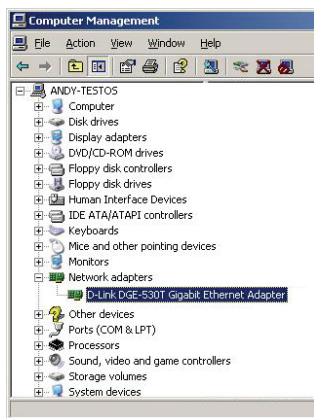 Computer Management
File Action View Window Help
ANDY-TESTOS
Computer
Disk drives
Display adapters
DVD/CD-ROM drives
Floppy disk controllers
Floppy disk drives
Human Interface Devices
IDE ATA/ATAPI controllers
Keyboards
Mice and other pointing devices
Monitors
Network adapters
D-Link DGE-530T Gigabit Ethernet Adapter
Other devices
Ports (COM & LPT)
Processors
Sound, video and game controllers
Storage volumes
System devices